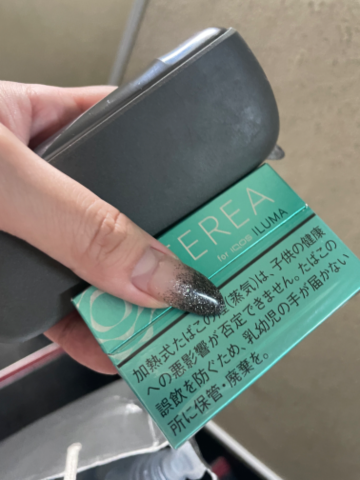 TEREA
for IQOS ILUMA
加熱式たばこの煙(蒸気)は、子供の健康
への悪影響が否定できません。たばこの
誤飲を防ぐため、乳幼児の手が届かない
所に保管・廃棄を。